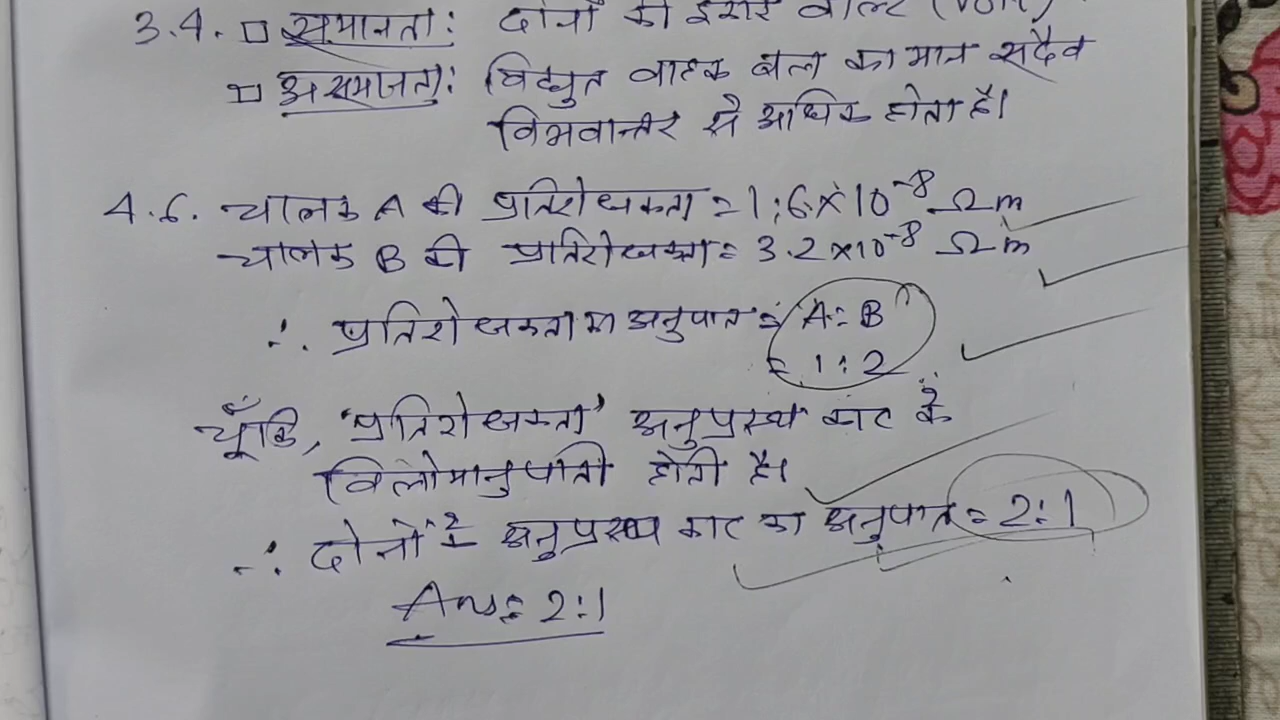 3.4. □ समानता: दोनों की इकाई वोल्ट (Volt)
□ असमानता: विद्युत वाहक बल का मान सदैव
विभवान्तर से अधिक होता है।
4.6. चालक A की प्रतिरोधकता = 1.6×10⁻⁸ Ωm
चालक B की प्रतिरोधकता = 3.2×10⁻⁸ Ωm
∴ प्रतिरोधकता का अनुपात = A:B
= 1:2
चूँकि, 'प्रतिरोधकता' अनुप्रस्थ काट के
विलोमानुपाती होती है।
∴ दोनों के अनुप्रस्थ काट का अनुपात = 2:1
Ans = 2:1